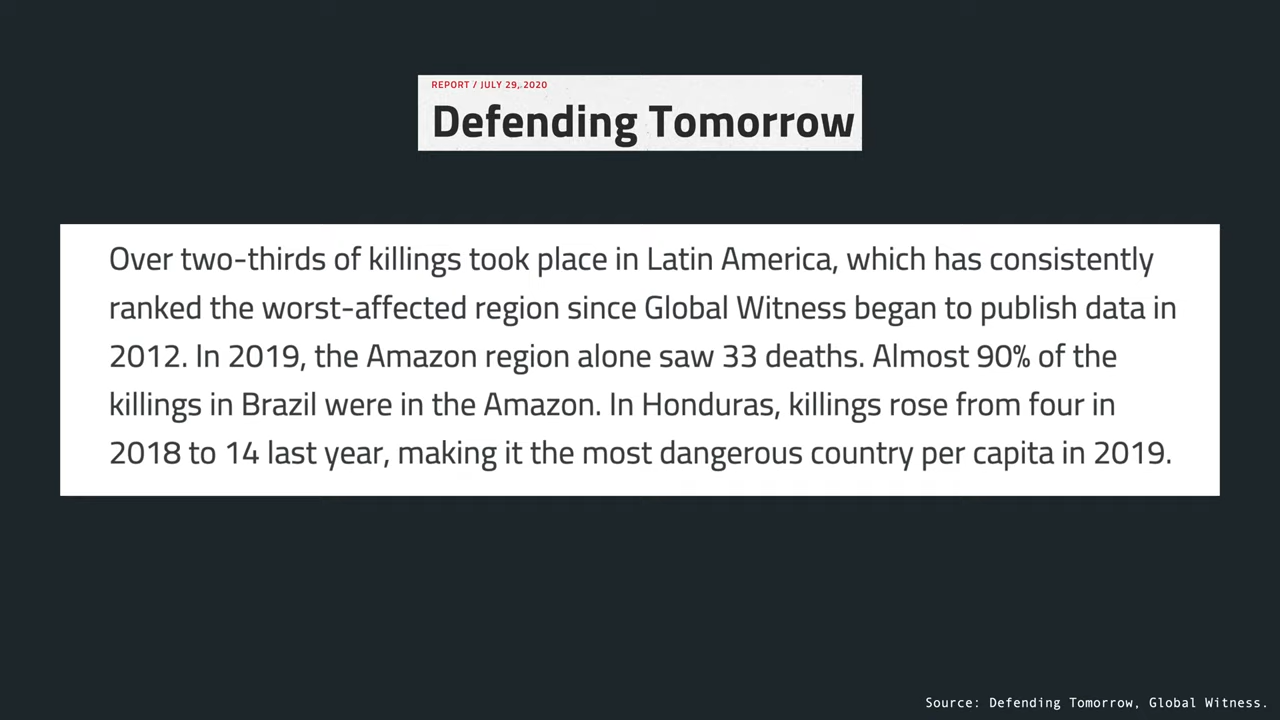 REPORT / JULY 29, 2020
Defending Tomorrow
Over two-thirds of killings took place in Latin America, which has consistently
ranked the worst-affected region since Global Witness began to publish data in
2012. In 2019, the Amazon region alone saw 33 deaths. Almost 90% of the
killings in Brazil were in the Amazon. In Honduras, killings rose from four in
2018 to 14 last year, making it the most dangerous country per capita in 2019.
Source: Defending Tomorrow, Global Witness.